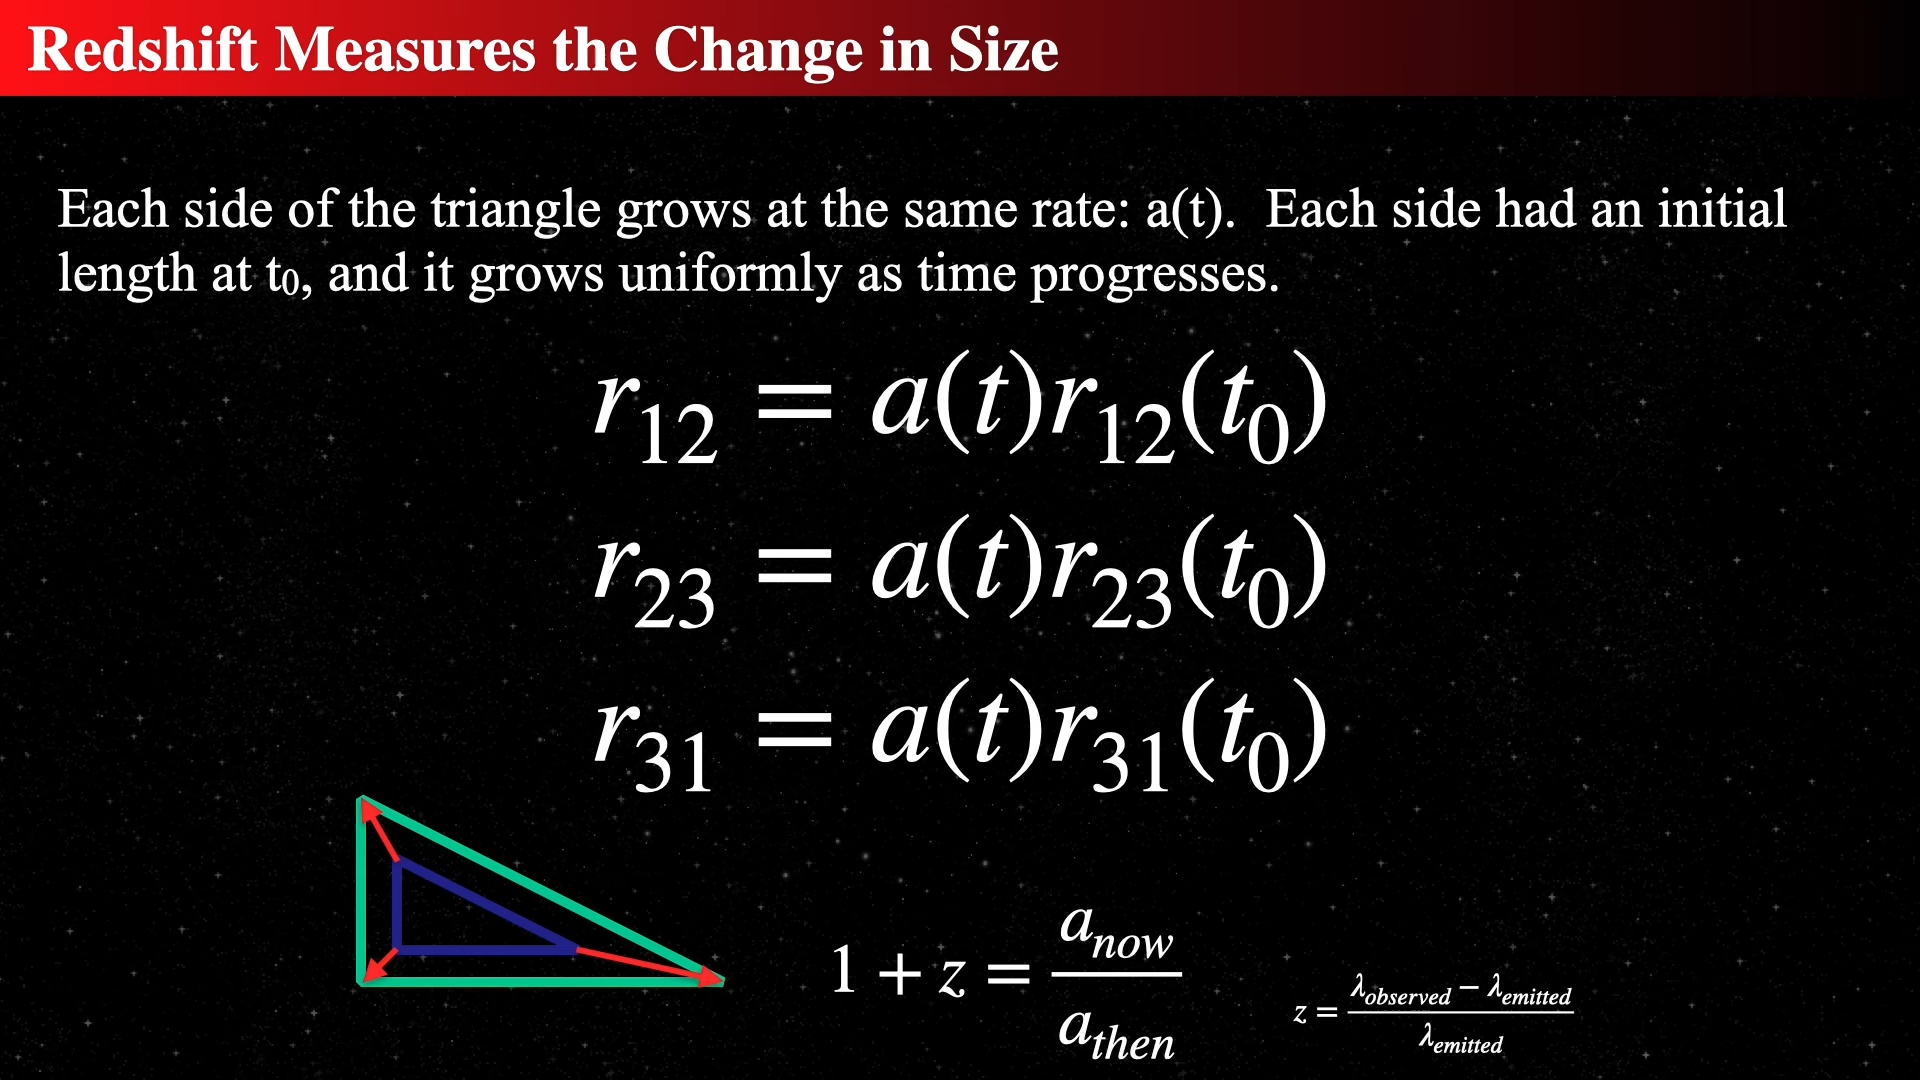 Redshift Measures the Change in Size
Each side of the triangle grows at the same rate: a(t).  Each side had an initial
length at t₀, and it grows uniformly as time progresses.
r₁₂ = a(t)r₁₂(t₀)
r₂₃ = a(t)r₂₃(t₀)
r₃₁ = a(t)r₃₁(t₀)
1 + z = a_now / a_then
z = (λ_observed − λ_emitted) / λ_emitted